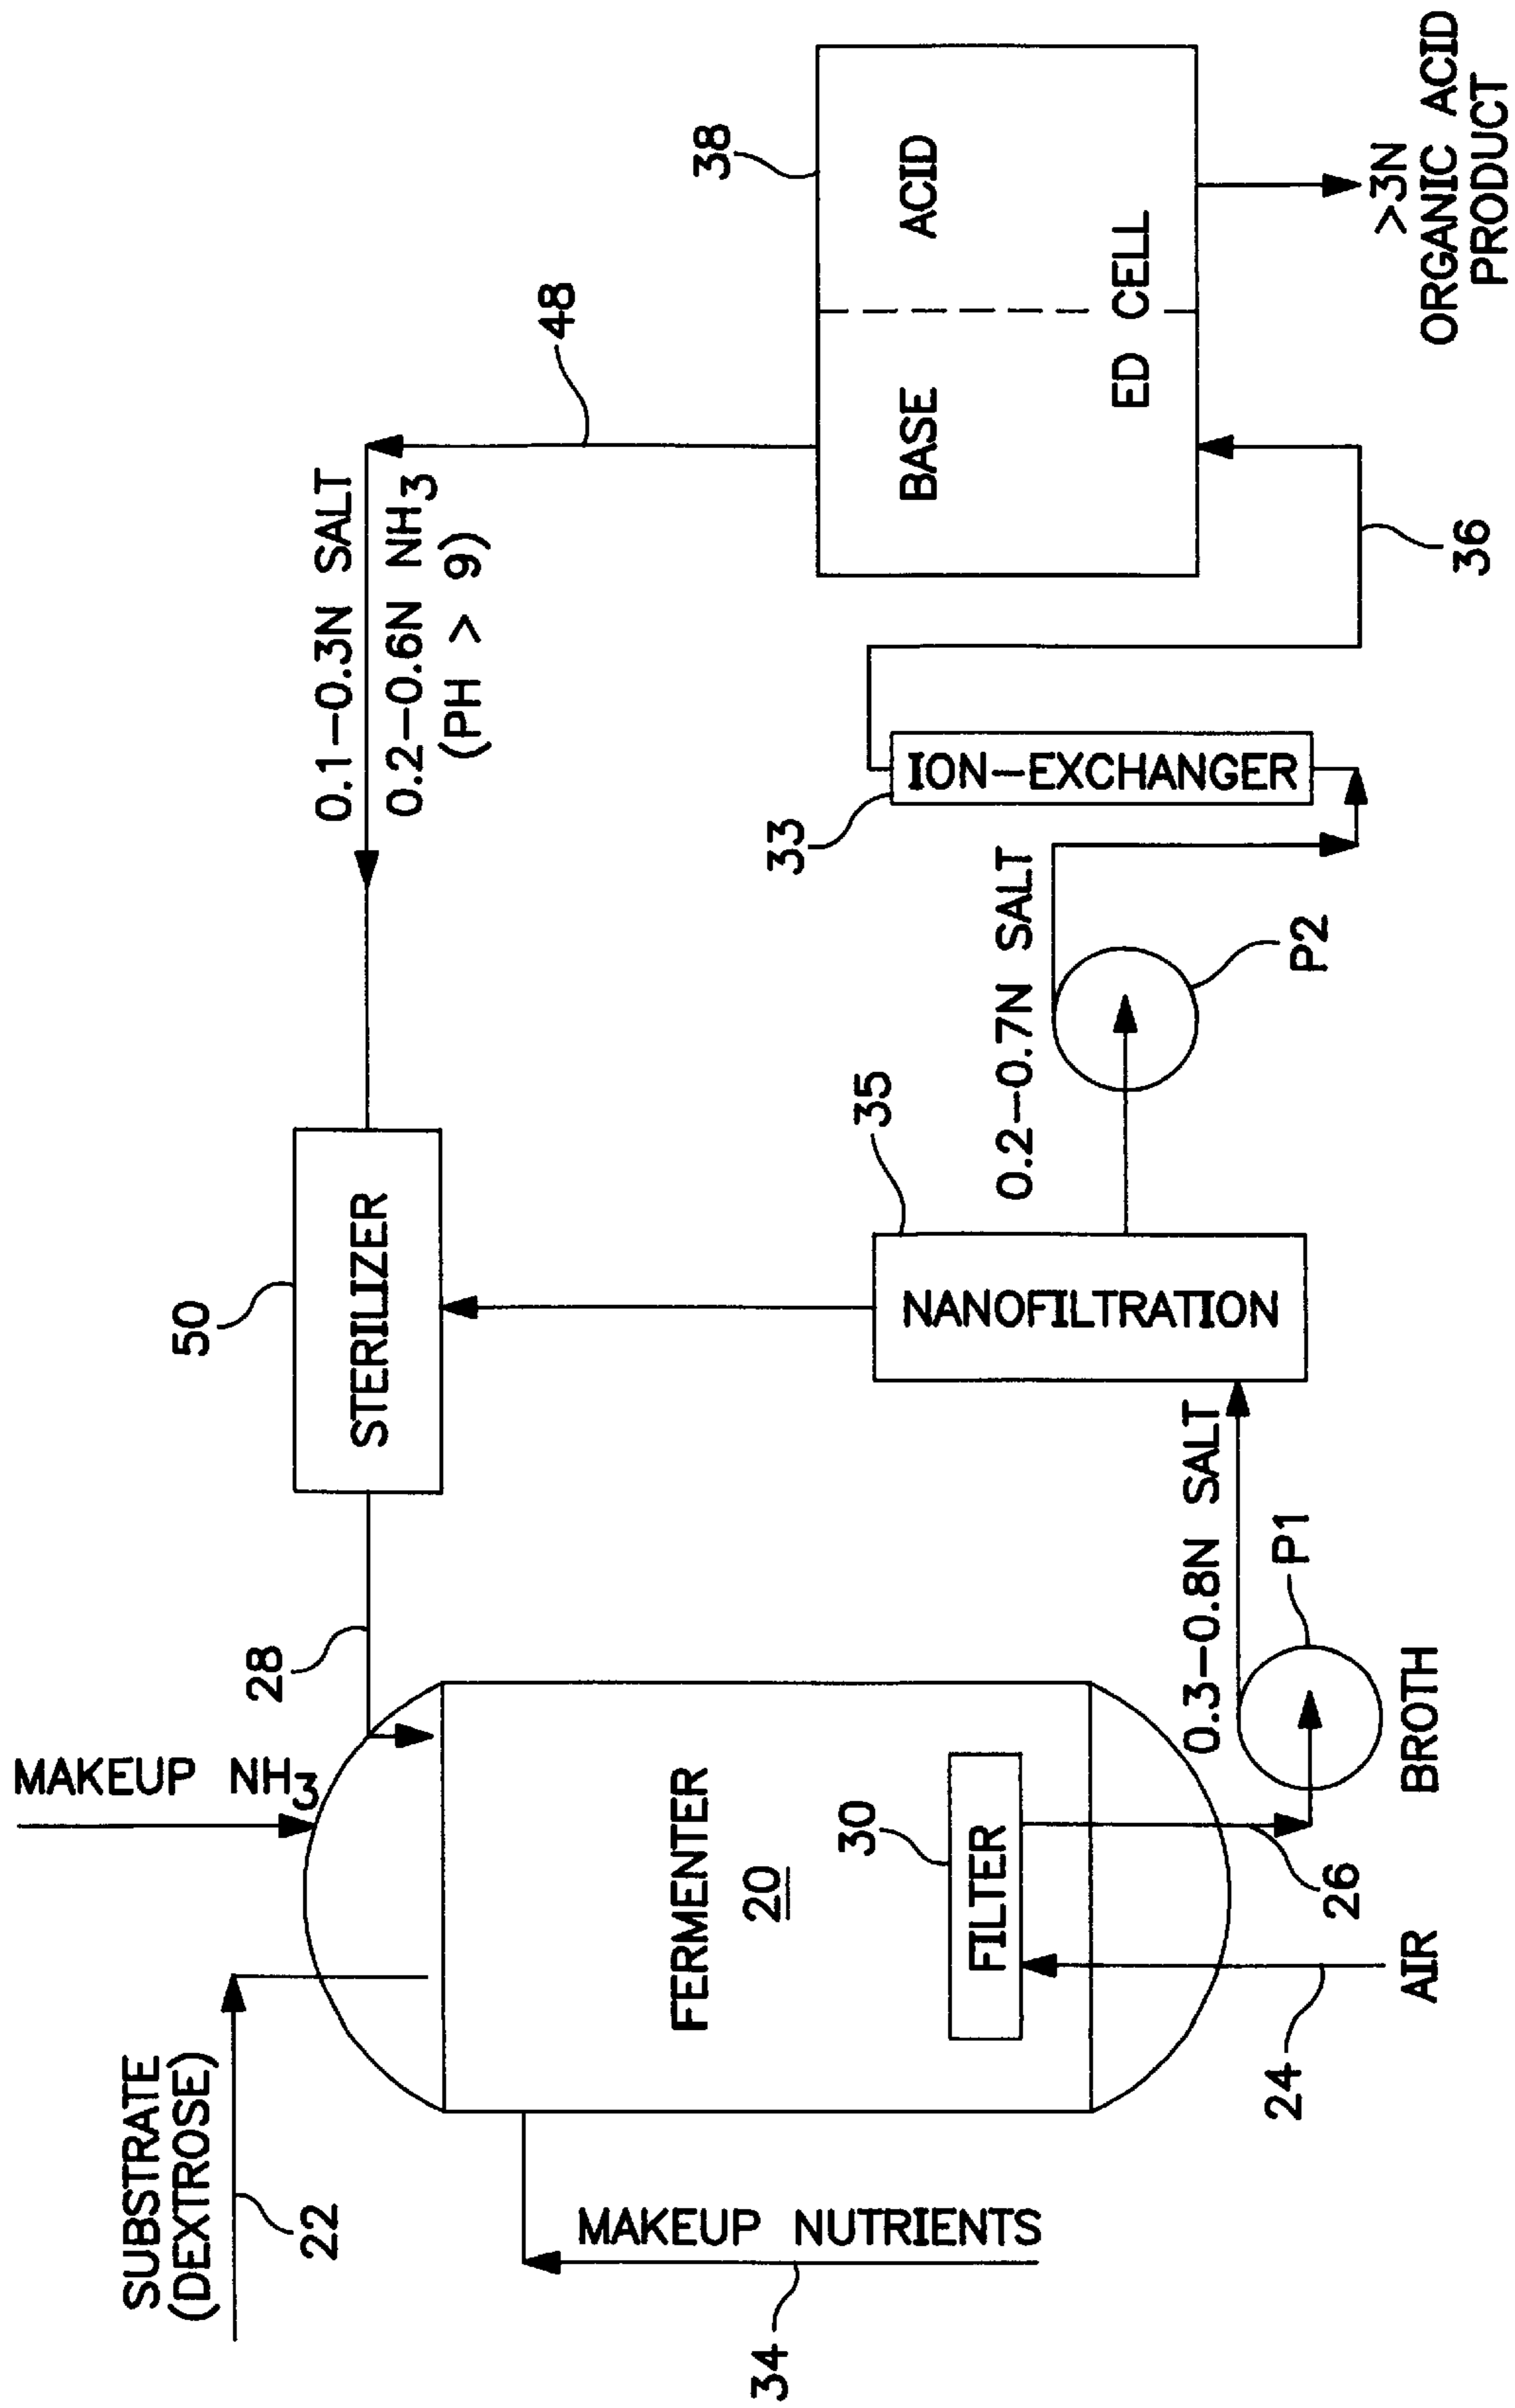 SUBSTRATE
(DEXTROSE)
22
MAKEUP NH3
28
50
STERILIZER
0.1-0.3N SALT
0.2-0.6N NH3
(PH > 9)
48
38
BASE
ACID
ED CELL
>3N
ORGANIC ACID
PRODUCT
36
ION-EXCHANGER
33
0.2-0.7N SALT
P2
35
NANOFILTRATION
0.3-0.8N SALT
P1
BROTH
FERMENTER
20
30
FILTER
26
AIR
24
MAKEUP NUTRIENTS
34